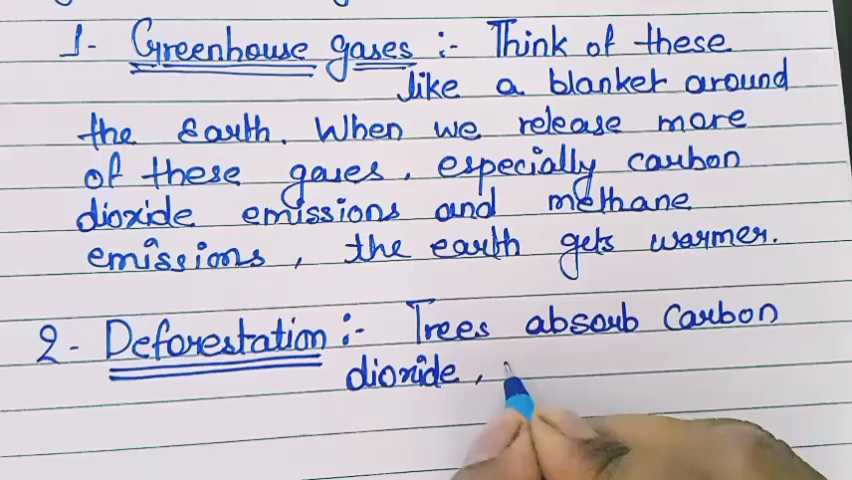 1- Greenhouse gases :- Think of these
like a blanket around
the Earth. When we release more
of these gases, especially carbon
dioxide emissions and methane
emissions, the earth gets warmer.
2- Deforestation :- Trees absorb Carbon
dioxide,